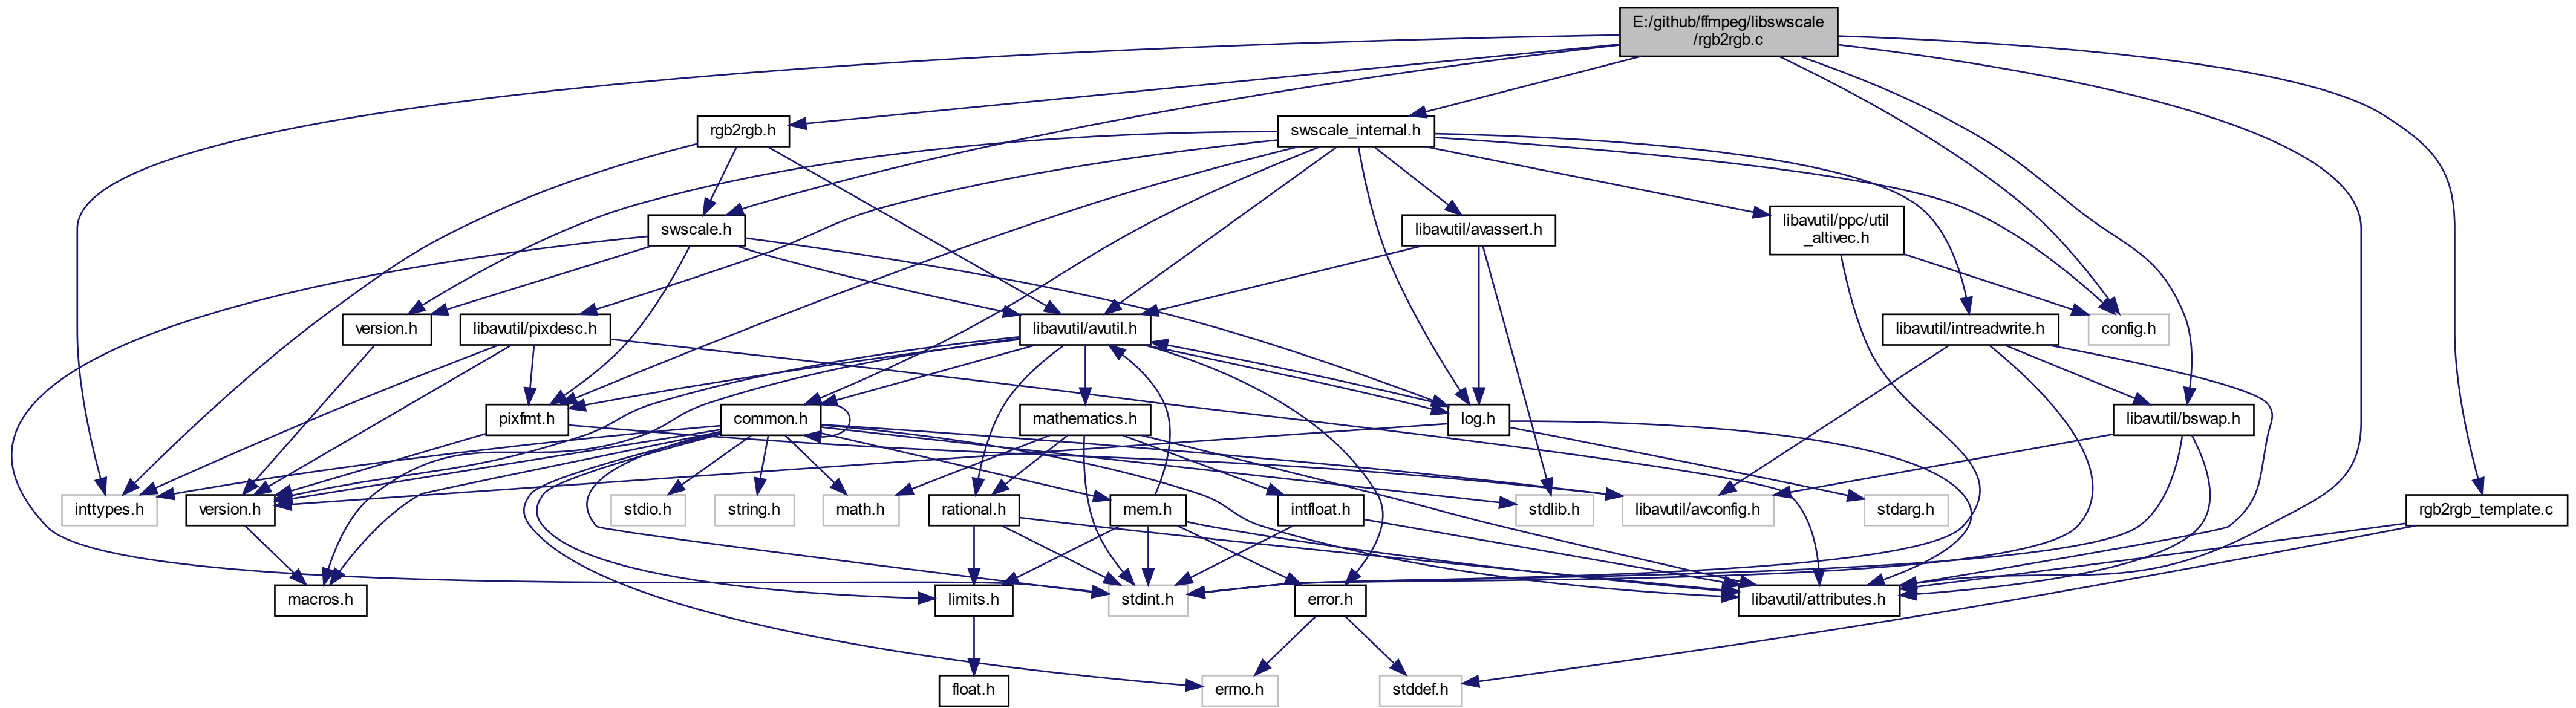 E:/github/ffmpeg/libswscale
/rgb2rgb.c
rgb2rgb.h
swscale_internal.h
swscale.h
libavutil/avassert.h
libavutil/ppc/util
_altivec.h
version.h
libavutil/pixdesc.h
libavutil/avutil.h
libavutil/intreadwrite.h
config.h
pixfmt.h
common.h
mathematics.h
log.h
libavutil/bswap.h
inttypes.h
version.h
stdio.h
string.h
math.h
rational.h
mem.h
intfloat.h
stdlib.h
libavutil/avconfig.h
stdarg.h
rgb2rgb_template.c
macros.h
limits.h
stdint.h
error.h
libavutil/attributes.h
float.h
errno.h
stddef.h